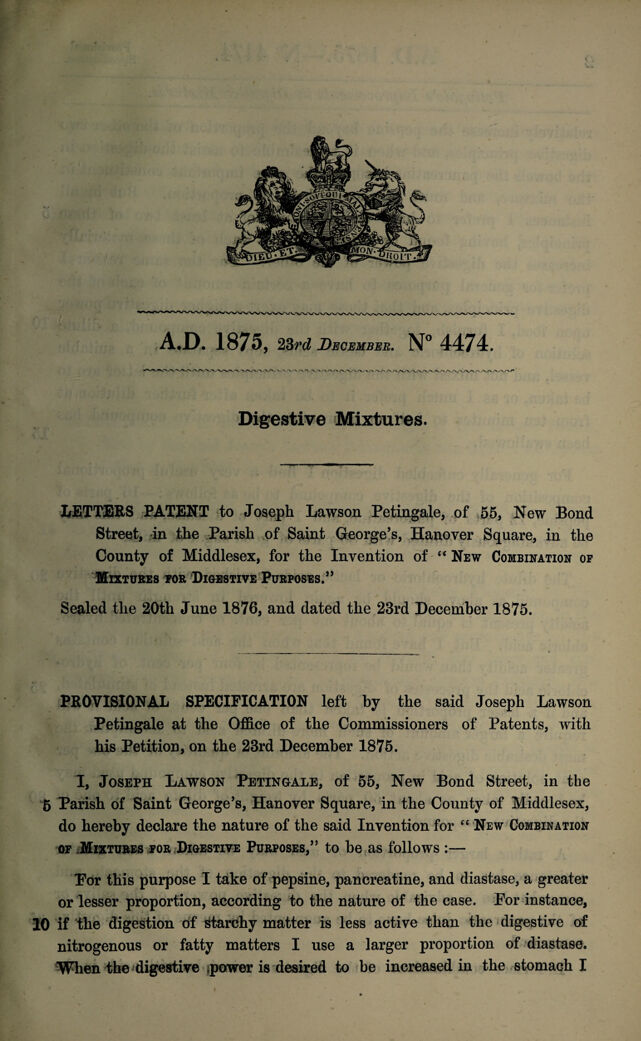 HONI SOIT QUI MAL
DIEU · ET · MON · DROIT.
A.D. 1875, 23rd DECEMBER. Nº 4474.
Digestive Mixtures.
LETTERS PATENT to Joseph Lawson Petingale, of 55, New Bond
Street, in the Parish of Saint George’s, Hanover Square, in the
County of Middlesex, for the Invention of “ NEW COMBINATION OF
MIXTURES FOR DIGESTIVE PURPOSES.”
Sealed the 20th June 1876, and dated the 23rd December 1875.
PROVISIONAL SPECIFICATION left by the said Joseph Lawson
Petingale at the Office of the Commissioners of Patents, with
his Petition, on the 23rd December 1875.
I, JOSEPH LAWSON PETINGALE, of 55, New Bond Street, in the
5 Parish of Saint George’s, Hanover Square, in the County of Middlesex,
do hereby declare the nature of the said Invention for “ NEW COMBINATION
OF MIXTURES FOR DIGESTIVE PURPOSES,” to be as follows :—
For this purpose I take of pepsine, pancreatine, and diastase, a greater
or lesser proportion, according to the nature of the case. For instance,
10 if the digestion of starchy matter is less active than the digestive of
nitrogenous or fatty matters I use a larger proportion of diastase.
When the digestive power is desired to be increased in the stomach I